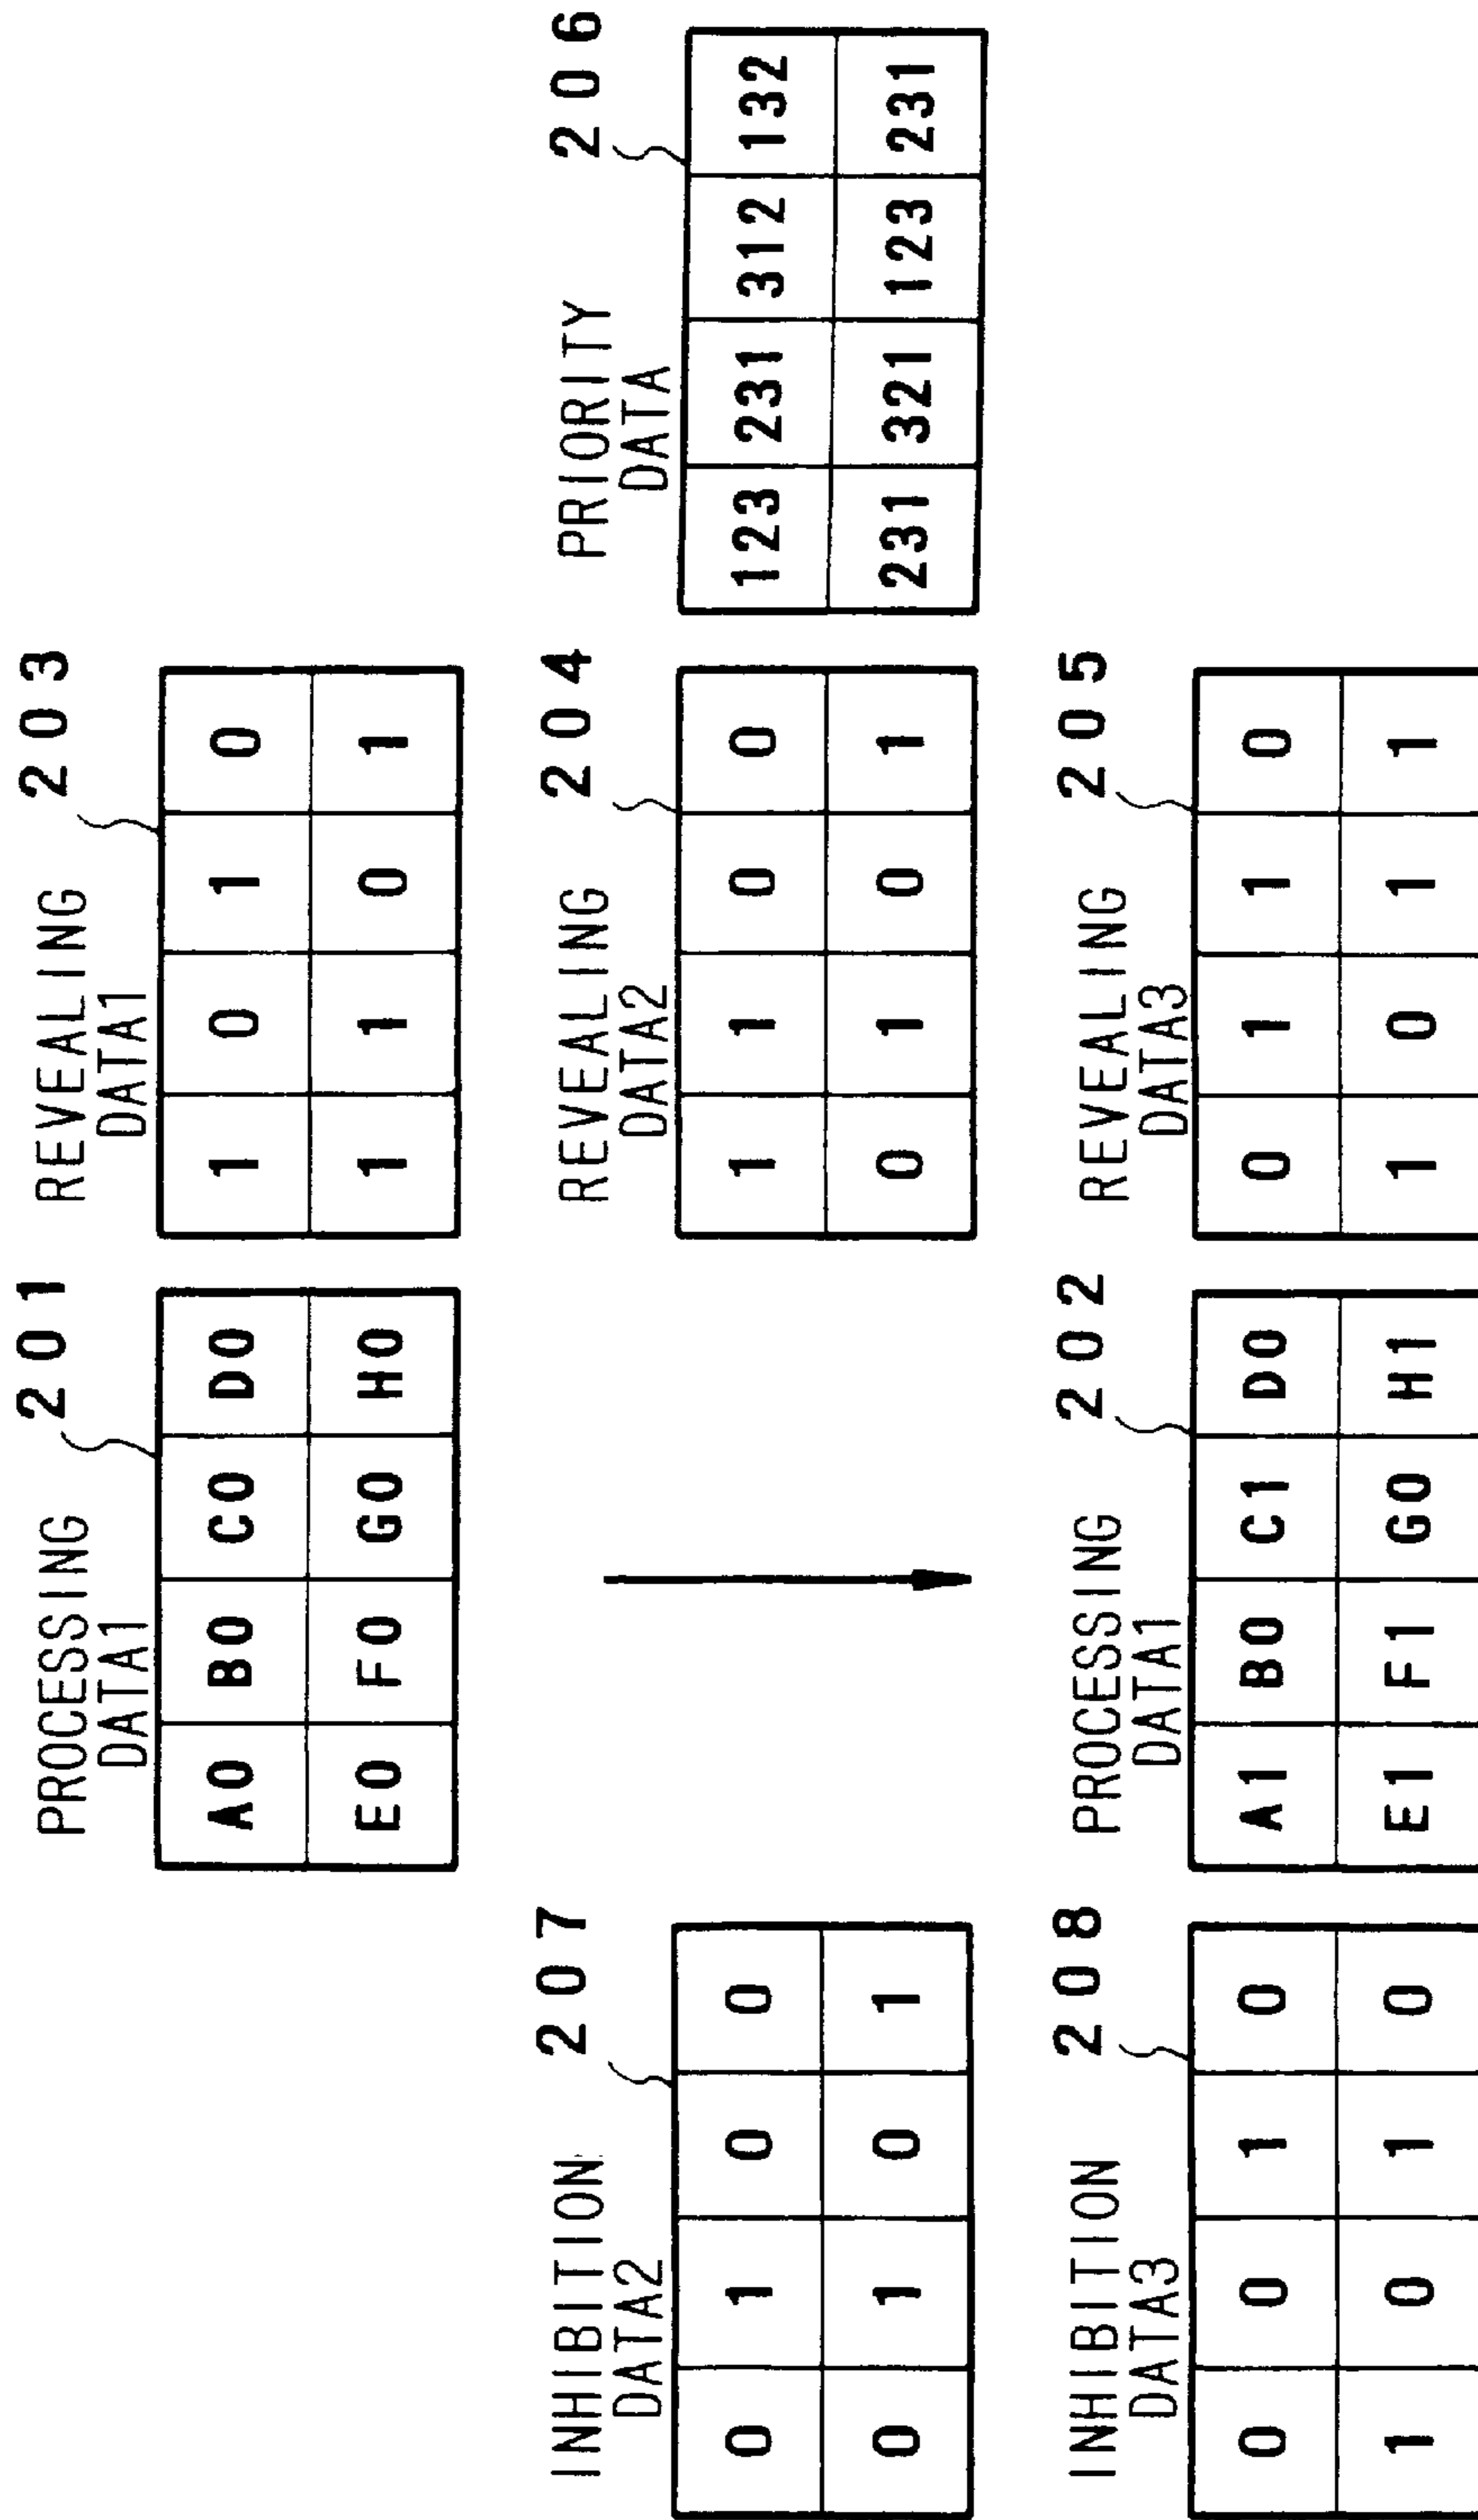 201
PROCESSING
DATA1
A0 B0 C0 D0
E0 F0 G0 H0
203
REVEALING
DATA1
1 0 1 0
1 1 0 1
207
INHIBITION
DATA2
0 1 0 0
0 1 0 1
204
REVEALING
DATA2
1 1 0 0
0 1 0 1
206
PRIORITY
DATA
123 231 312 132
231 321 123 231
208
INHIBITION
DATA3
0 0 1 0
1 0 1 0
202
PROCESSING
DATA1
A1 B0 C1 D0
E1 F1 G0 H1
205
REVEALING
DATA3
0 1 1 0
1 0 1 1